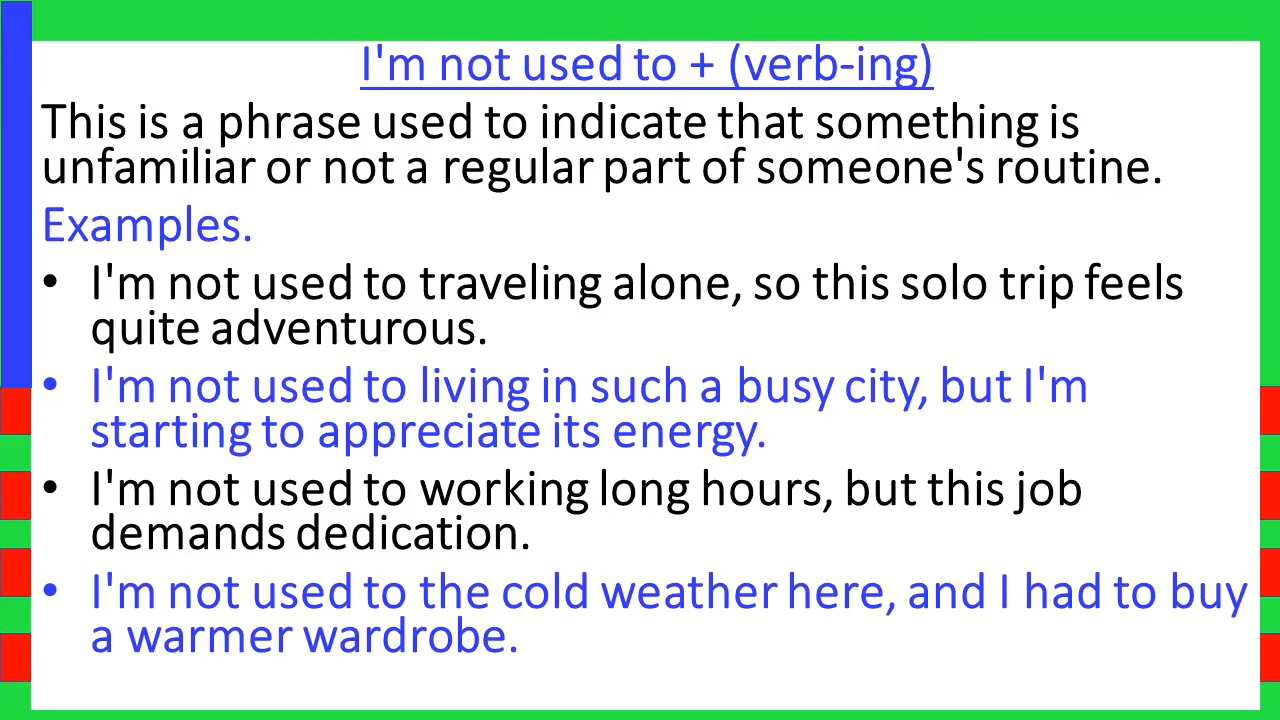 I'm not used to + (verb-ing)
This is a phrase used to indicate that something is
unfamiliar or not a regular part of someone's routine.
Examples.
• I'm not used to traveling alone, so this solo trip feels
quite adventurous.
• I'm not used to living in such a busy city, but I'm
starting to appreciate its energy.
• I'm not used to working long hours, but this job
demands dedication.
• I'm not used to the cold weather here, and I had to buy
a warmer wardrobe.